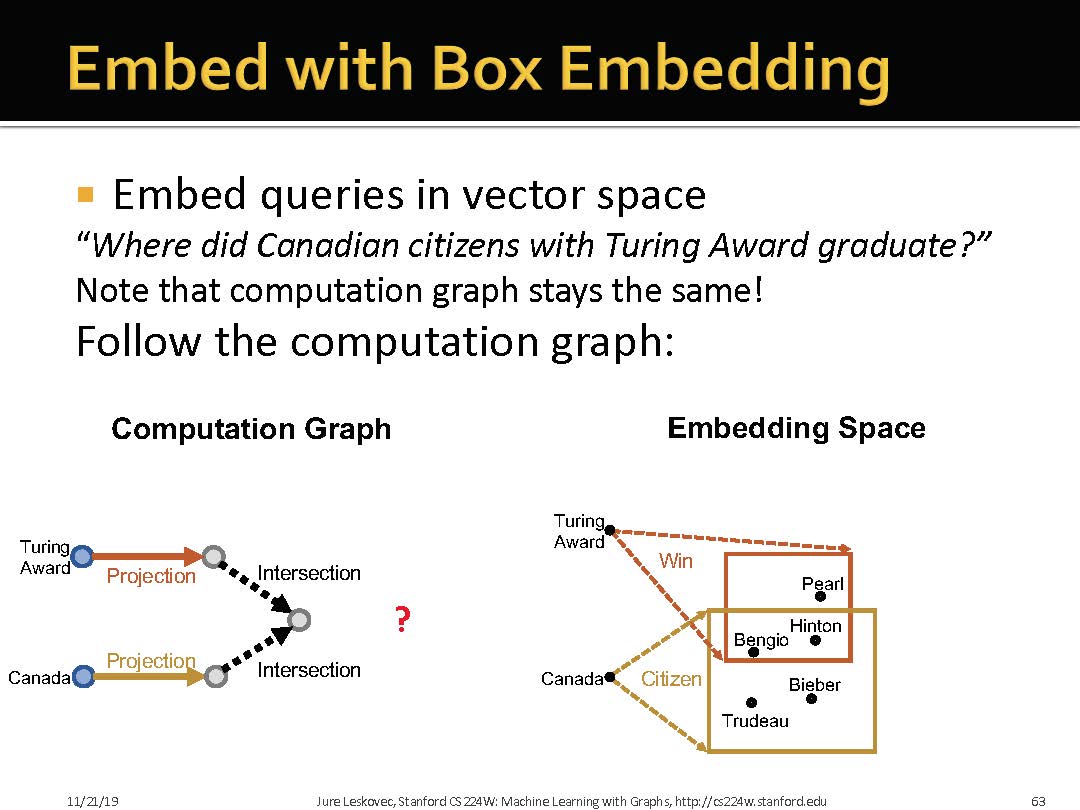 Embed with Box Embedding
Embed queries in vector space
“Where did Canadian citizens with Turing Award graduate?”
Note that computation graph stays the same!
Follow the computation graph:
Computation Graph
Turing
Award
Projection
Intersection
?
Canada
Projection
Intersection
Embedding Space
Turing
Award
Win
Pearl
Hinton
Bengio
Canada
Citizen
Bieber
Trudeau
11/21/19
Jure Leskovec, Stanford CS224W: Machine Learning with Graphs, http://cs224w.stanford.edu
63